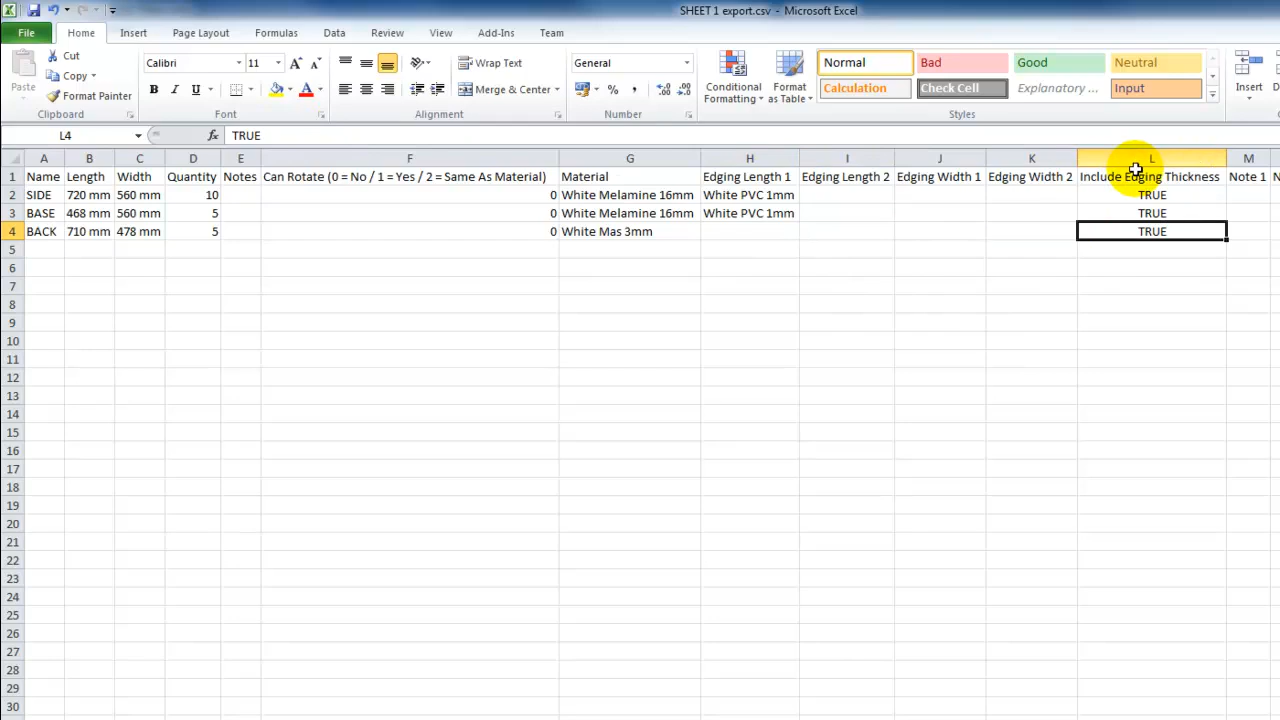 SHEET 1 export.csv - Microsoft Excel
File Home Insert Page Layout Formulas Data Review View Add-Ins Team
Paste
Cut
Copy
Format Painter
Clipboard
Calibri 11 A A
B I U A
Font
Wrap Text
Merge & Center
Alignment
General
$ % ,
Number
Conditional Formatting
Format as Table
Normal Bad Good Neutral
Calculation Check Cell Explanatory ... Input
Styles
Insert
L4 fx TRUE
A B C D E F G H I J K L M
1 Name Length Width Quantity Notes Can Rotate (0 = No / 1 = Yes / 2 = Same As Material) Material Edging Length 1 Edging Length 2 Edging Width 1 Edging Width 2 Include Edging Thickness Note 1 N
2 SIDE 720 mm 560 mm 10 0 White Melamine 16mm White PVC 1mm TRUE
3 BASE 468 mm 560 mm 5 0 White Melamine 16mm White PVC 1mm TRUE
4 BACK 710 mm 478 mm 5 0 White Mas 3mm TRUE
5
6
7
8
9
10
11
12
13
14
15
16
17
18
19
20
21
22
23
24
25
26
27
28
29
30